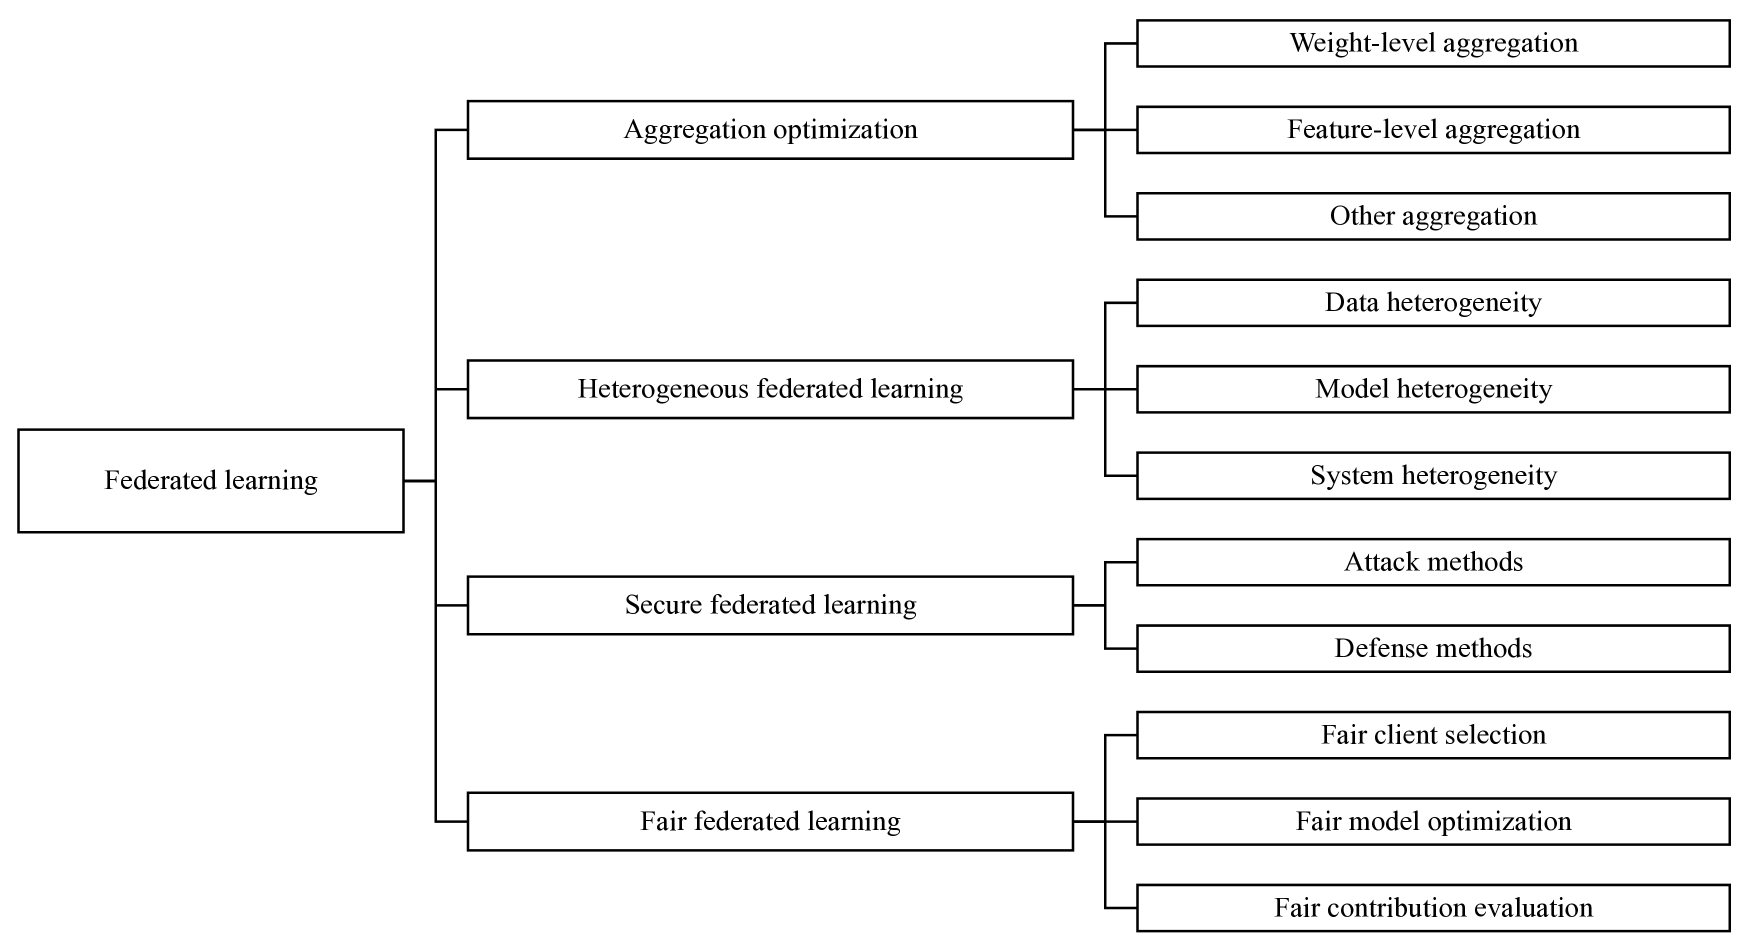 Federated learning
Aggregation optimization
Weight-level aggregation
Feature-level aggregation
Other aggregation
Heterogeneous federated learning
Data heterogeneity
Model heterogeneity
System heterogeneity
Secure federated learning
Attack methods
Defense methods
Fair federated learning
Fair client selection
Fair model optimization
Fair contribution evaluation